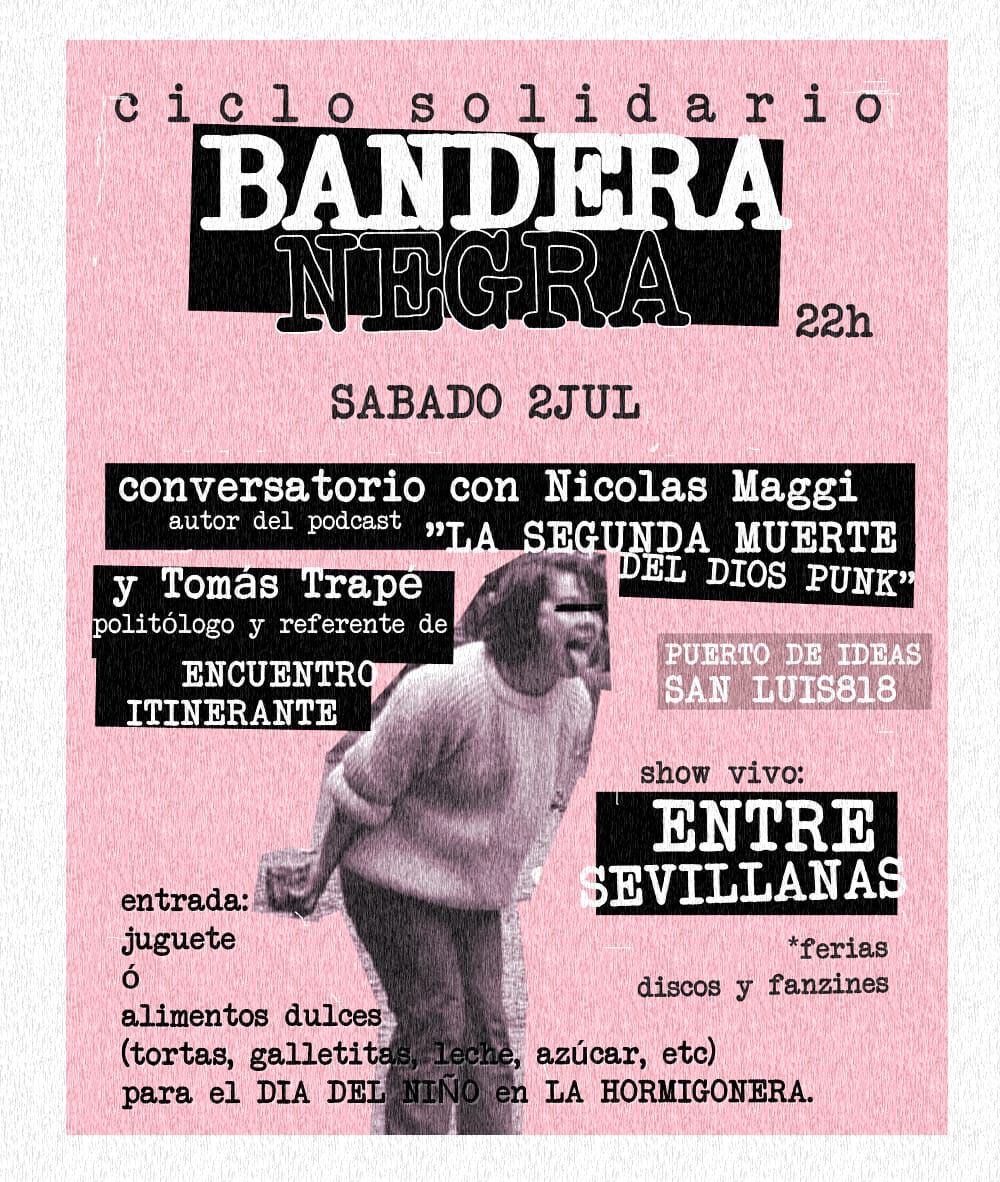 ciclo solidario
BANDERA
NEGRA
22h
SABADO 2JUL
conversatorio con Nicolas Maggi
autor del podcast "LA SEGUNDA MUERTE
DEL DIOS PUNK"
y Tomás Trapé
politólogo y referente de
ENCUENTRO
ITINERANTE
PUERTO DE IDEAS
SAN LUIS818
show vivo:
ENTRE
SEVILLANAS
*ferias
discos y fanzines
entrada:
juguete
ó
alimentos dulces
(tortas, galletitas, leche, azúcar, etc)
para el DIA DEL NIÑO en LA HORMIGONERA.